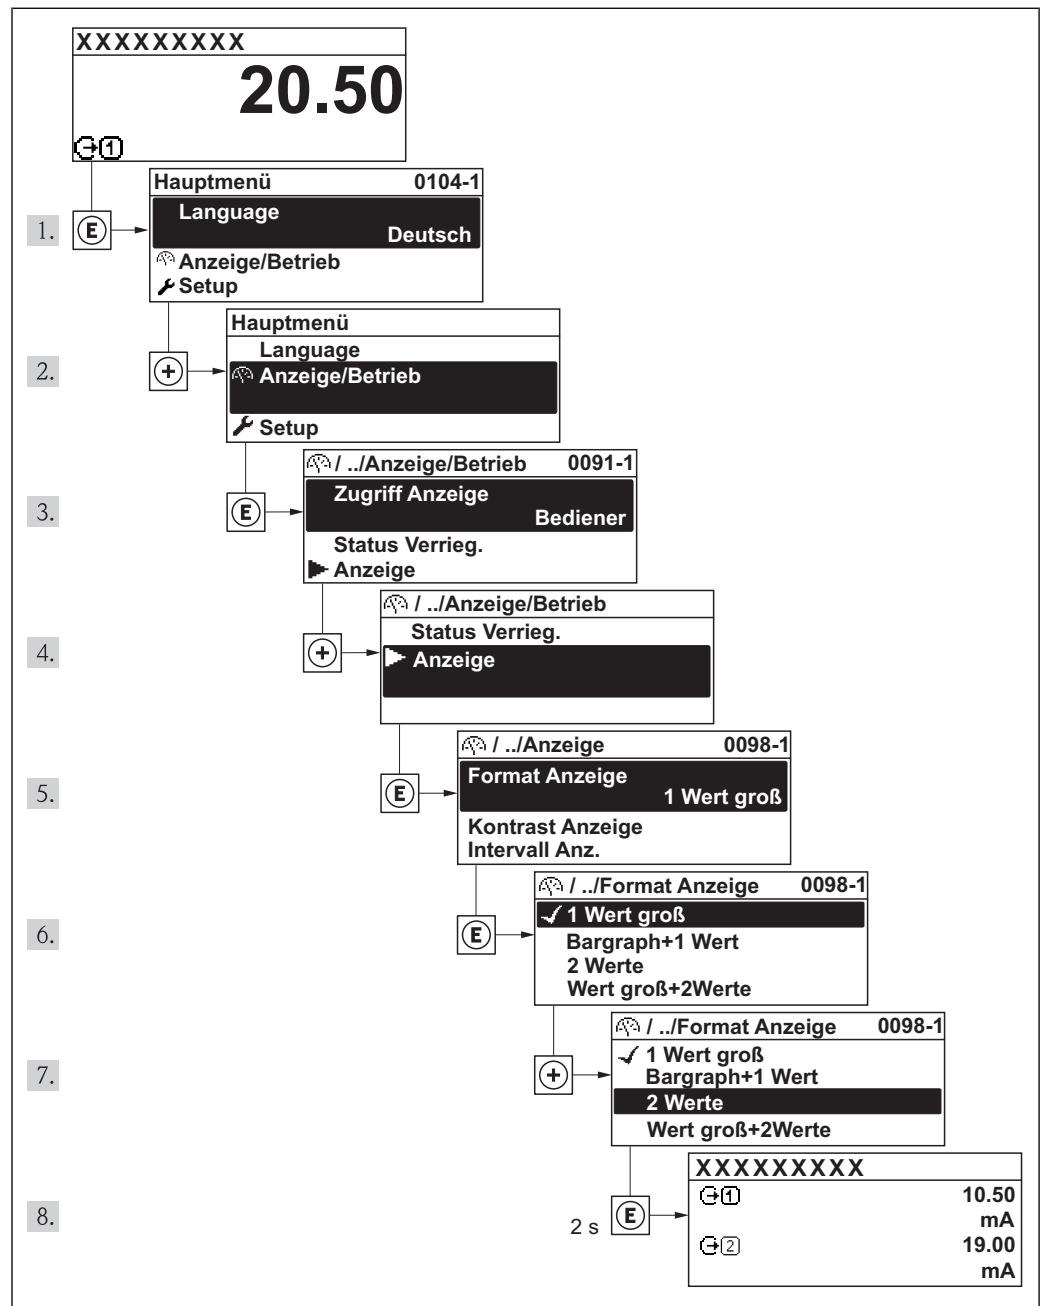 XXXXXXXXX
20.50
1
Hauptmenü 0104-1
1. E Language
Deutsch
Anzeige/Betrieb
Setup
Hauptmenü
Language
2. + Anzeige/Betrieb
Setup
/ ../Anzeige/Betrieb 0091-1
Zugriff Anzeige
3. E Bediener
Status Verrieg.
Anzeige
/ ../Anzeige/Betrieb
Status Verrieg.
4. + Anzeige
/ ../Anzeige 0098-1
Format Anzeige
5. E 1 Wert groß
Kontrast Anzeige
Intervall Anz.
/ ../Format Anzeige 0098-1
1 Wert groß
6. E Bargraph+1 Wert
2 Werte
Wert groß+2Werte
/ ../Format Anzeige 0098-1
1 Wert groß
7. + Bargraph+1 Wert
2 Werte
Wert groß+2Werte
XXXXXXXXX
1 10.50
8. 2 s E mA
2 19.00
mA